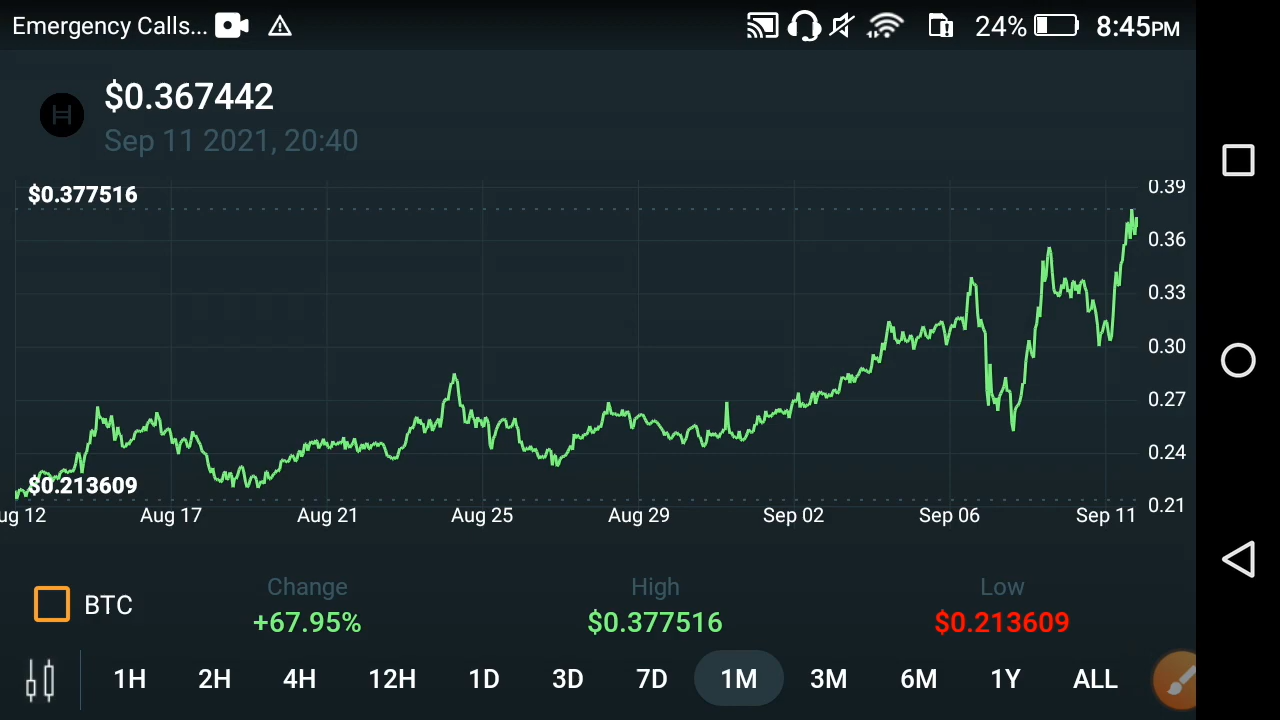 Emergency Calls... 24% 8:45PM
$0.367442
Sep 11 2021, 20:40
$0.377516
0.39
0.36
0.33
0.30
0.27
0.24
$0.213609
0.21
ug 12 Aug 17 Aug 21 Aug 25 Aug 29 Sep 02 Sep 06 Sep 11
Change High Low
BTC +67.95% $0.377516 $0.213609
1H 2H 4H 12H 1D 3D 7D 1M 3M 6M 1Y ALL